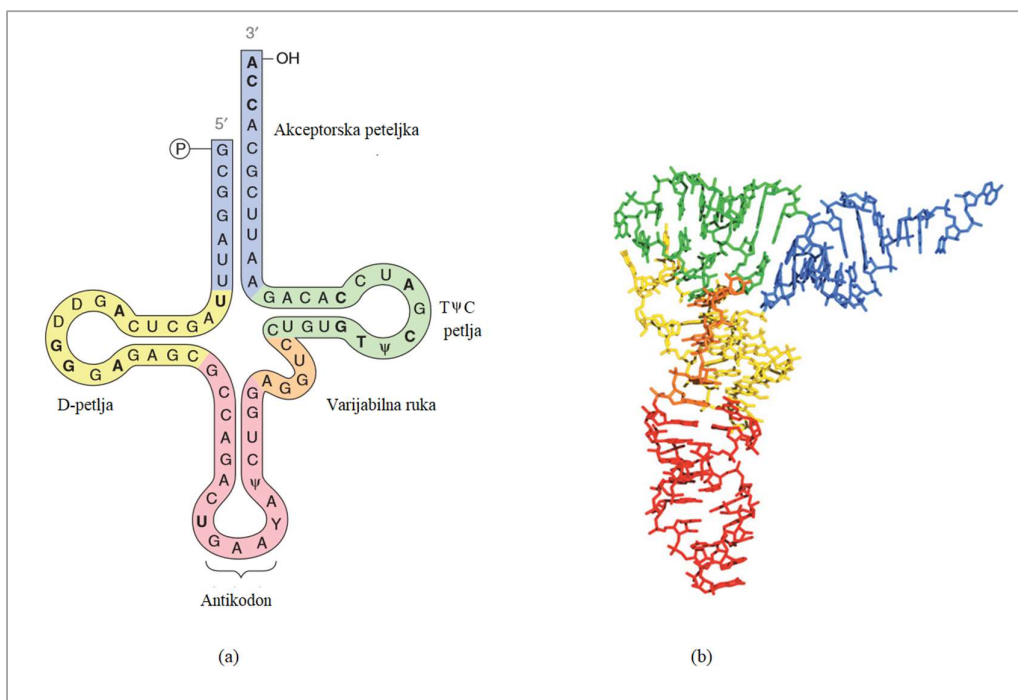 3′
OH
A
C
C
A
C
G
C
U
U
A
A
Akceptorska peteljka
5′
P
G
C
G
G
A
U
U
U
D D G A C U C G A
G G G A G A G C
D-petlja
G A C A C C U A G
C U G U G T ψ C
TψC
petlja
C U G G A
Varijabilna ruka
G C C A G A C U G A A Y A ψ C U G G
Antikodon
(a)
(b)